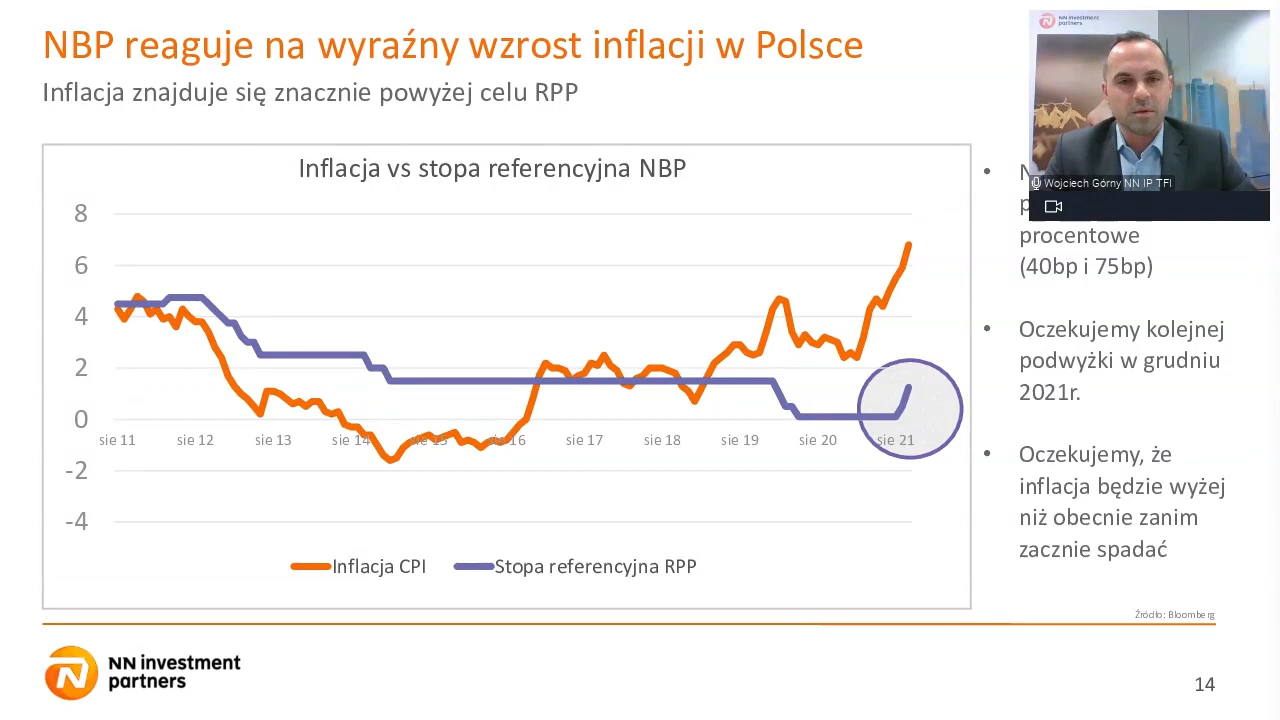 NBP reaguje na wyraźny wzrost inflacji w Polsce
Inflacja znajduje się znacznie powyżej celu RPP
NN investment
partners
Wojciech Górny NN IP TFI
Inflacja vs stopa referencyjna NBP
8
6
4
2
0
-2
-4
sie 11 sie 12 sie 13 sie 14 sie 15 sie 16 sie 17 sie 18 sie 19 sie 20 sie 21
Inflacja CPI Stopa referencyjna RPP
procentowe
(40bp i 75bp)
• Oczekujemy kolejnej
podwyżki w grudniu
2021r.
• Oczekujemy, że
inflacja będzie wyżej
niż obecnie zanim
zacznie spadać
Źródło: Bloomberg
NN investment
partners
14